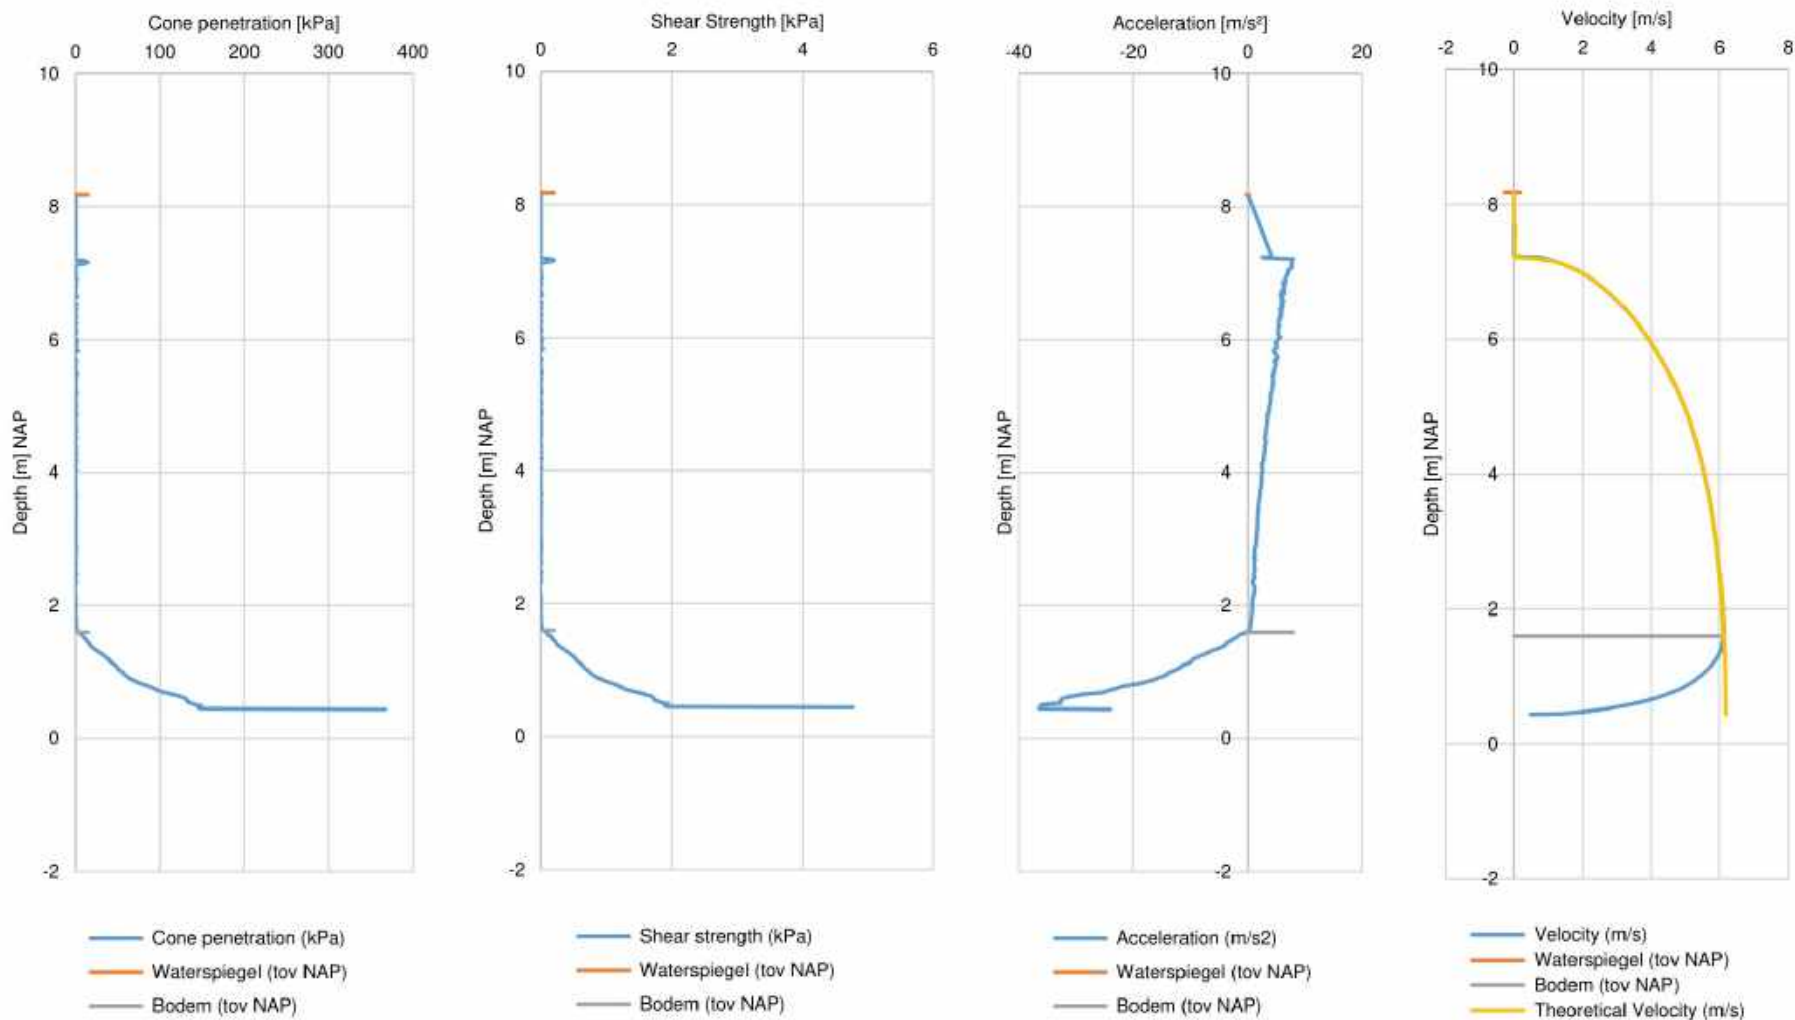 Cone penetration [kPa]
0 100 200 300 400
10
8
6
4
2
0
-2
Depth [m] NAP
Cone penetration (kPa)
Waterspiegel (tov NAP)
Bodem (tov NAP)
Shear Strength [kPa]
0 2 4 6
10
8
6
4
2
0
-2
Depth [m] NAP
Shear strength (kPa)
Waterspiegel (tov NAP)
Bodem (tov NAP)
Acceleration [m/s²]
-40 -20 0 20
10
8
6
4
2
0
-2
Depth [m] NAP
Acceleration (m/s2)
Waterspiegel (tov NAP)
Bodem (tov NAP)
Velocity [m/s]
-2 0 2 4 6 8
10
8
6
4
2
0
-2
Depth [m] NAP
Velocity (m/s)
Waterspiegel (tov NAP)
Bodem (tov NAP)
Theoretical Velocity (m/s)